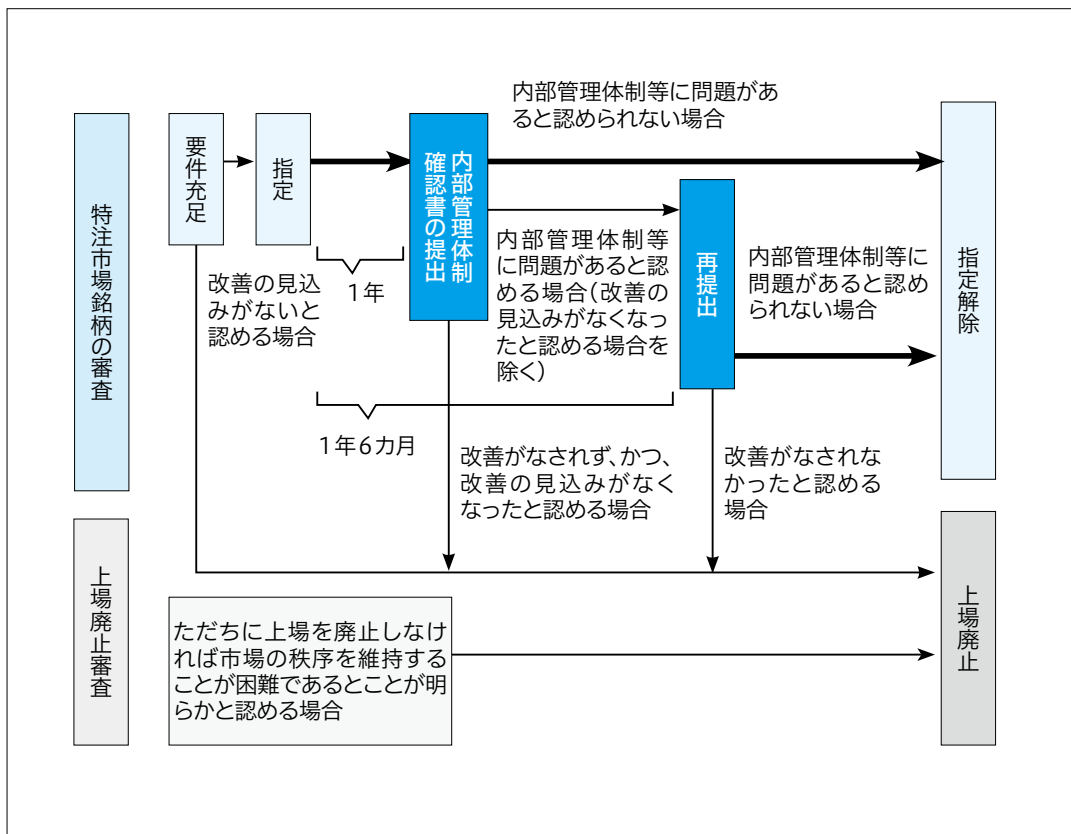 特注市場銘柄の審査
要件充足
指定
内部管理体制
確認書の提出
内部管理体制等に問題があ
ると認められない場合
改善の見込
みがないと
認める場合
1年
内部管理体制等
に問題があると認
める場合(改善の
見込みがなくなっ
たと認める場合を
除く)
再提出
内部管理体制等に
問題があると認め
られない場合
指定解除
1年6カ月
改善がなされず、かつ、
改善の見込みがなく
なったと認める場合
改善がなされな
かったと認める
場合
上場廃止審査
ただちに上場を廃止しなけ
れば市場の秩序を維持する
ことが困難であるとことが明
らかと認める場合
上場廃止